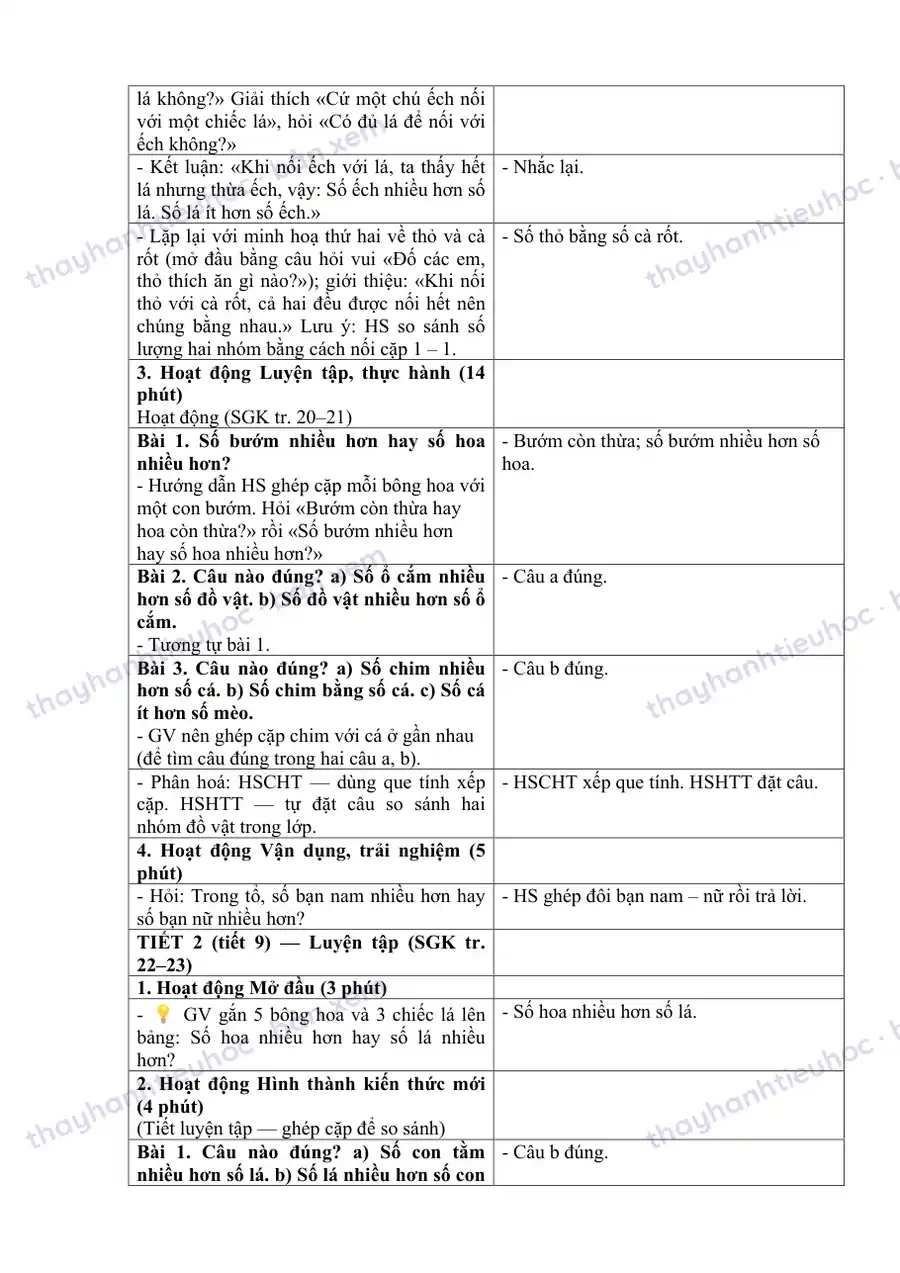 lá không?» Giải thích «Cứ một chú ếch nối
với một chiếc lá», hỏi «Có đủ lá để nối với
ếch không?»
- Kết luận: «Khi nối ếch với lá, ta thấy hết
lá nhưng thừa ếch, vậy: Số ếch nhiều hơn số
lá. Số lá ít hơn số ếch.»
- Nhắc lại.
- Lặp lại với minh hoạ thứ hai về thỏ và cà
rốt (mở đầu bằng câu hỏi vui «Đố các em,
thỏ thích ăn gì nào?»); giới thiệu: «Khi nối
thỏ với cà rốt, cả hai đều được nối hết nên
chúng bằng nhau.» Lưu ý: HS so sánh số
lượng hai nhóm bằng cách nối cặp 1 – 1.
- Số thỏ bằng số cà rốt.
3. Hoạt động Luyện tập, thực hành (14
phút)
Hoạt động (SGK tr. 20–21)
Bài 1. Số bướm nhiều hơn hay số hoa
nhiều hơn?
- Hướng dẫn HS ghép cặp mỗi bông hoa với
một con bướm. Hỏi «Bướm còn thừa hay
hoa còn thừa?» rồi «Số bướm nhiều hơn
hay số hoa nhiều hơn?»
- Bướm còn thừa; số bướm nhiều hơn số
hoa.
Bài 2. Câu nào đúng? a) Số ổ cắm nhiều
hơn số đồ vật. b) Số đồ vật nhiều hơn số ổ
cắm.
- Tương tự bài 1.
- Câu a đúng.
Bài 3. Câu nào đúng? a) Số chim nhiều
hơn số cá. b) Số chim bằng số cá. c) Số cá
ít hơn số mèo.
- GV nên ghép cặp chim với cá ở gần nhau
(để tìm câu đúng trong hai câu a, b).
- Câu b đúng.
- Phân hoá: HSCHT — dùng que tính xếp
cặp. HSHTT — tự đặt câu so sánh hai
nhóm đồ vật trong lớp.
- HSCHT xếp que tính. HSHTT đặt câu.
4. Hoạt động Vận dụng, trải nghiệm (5
phút)
- Hỏi: Trong tổ, số bạn nam nhiều hơn hay
số bạn nữ nhiều hơn?
- HS ghép đôi bạn nam – nữ rồi trả lời.
TIẾT 2 (tiết 9) — Luyện tập (SGK tr.
22–23)
1. Hoạt động Mở đầu (3 phút)
- 💡 GV gắn 5 bông hoa và 3 chiếc lá lên
bảng: Số hoa nhiều hơn hay số lá nhiều
hơn?
- Số hoa nhiều hơn số lá.
2. Hoạt động Hình thành kiến thức mới
(4 phút)
(Tiết luyện tập — ghép cặp để so sánh)
Bài 1. Câu nào đúng? a) Số con tằm
nhiều hơn số lá. b) Số lá nhiều hơn số con
- Câu b đúng.
thayhanhtieuhoc · bản xem
thayhanhtieuhoc · b
thayhanhtieuhoc · bản xem
thayhanhtieuhoc · b
thayhanhtieuhoc · bản xem
thayhanhtieuhoc · b